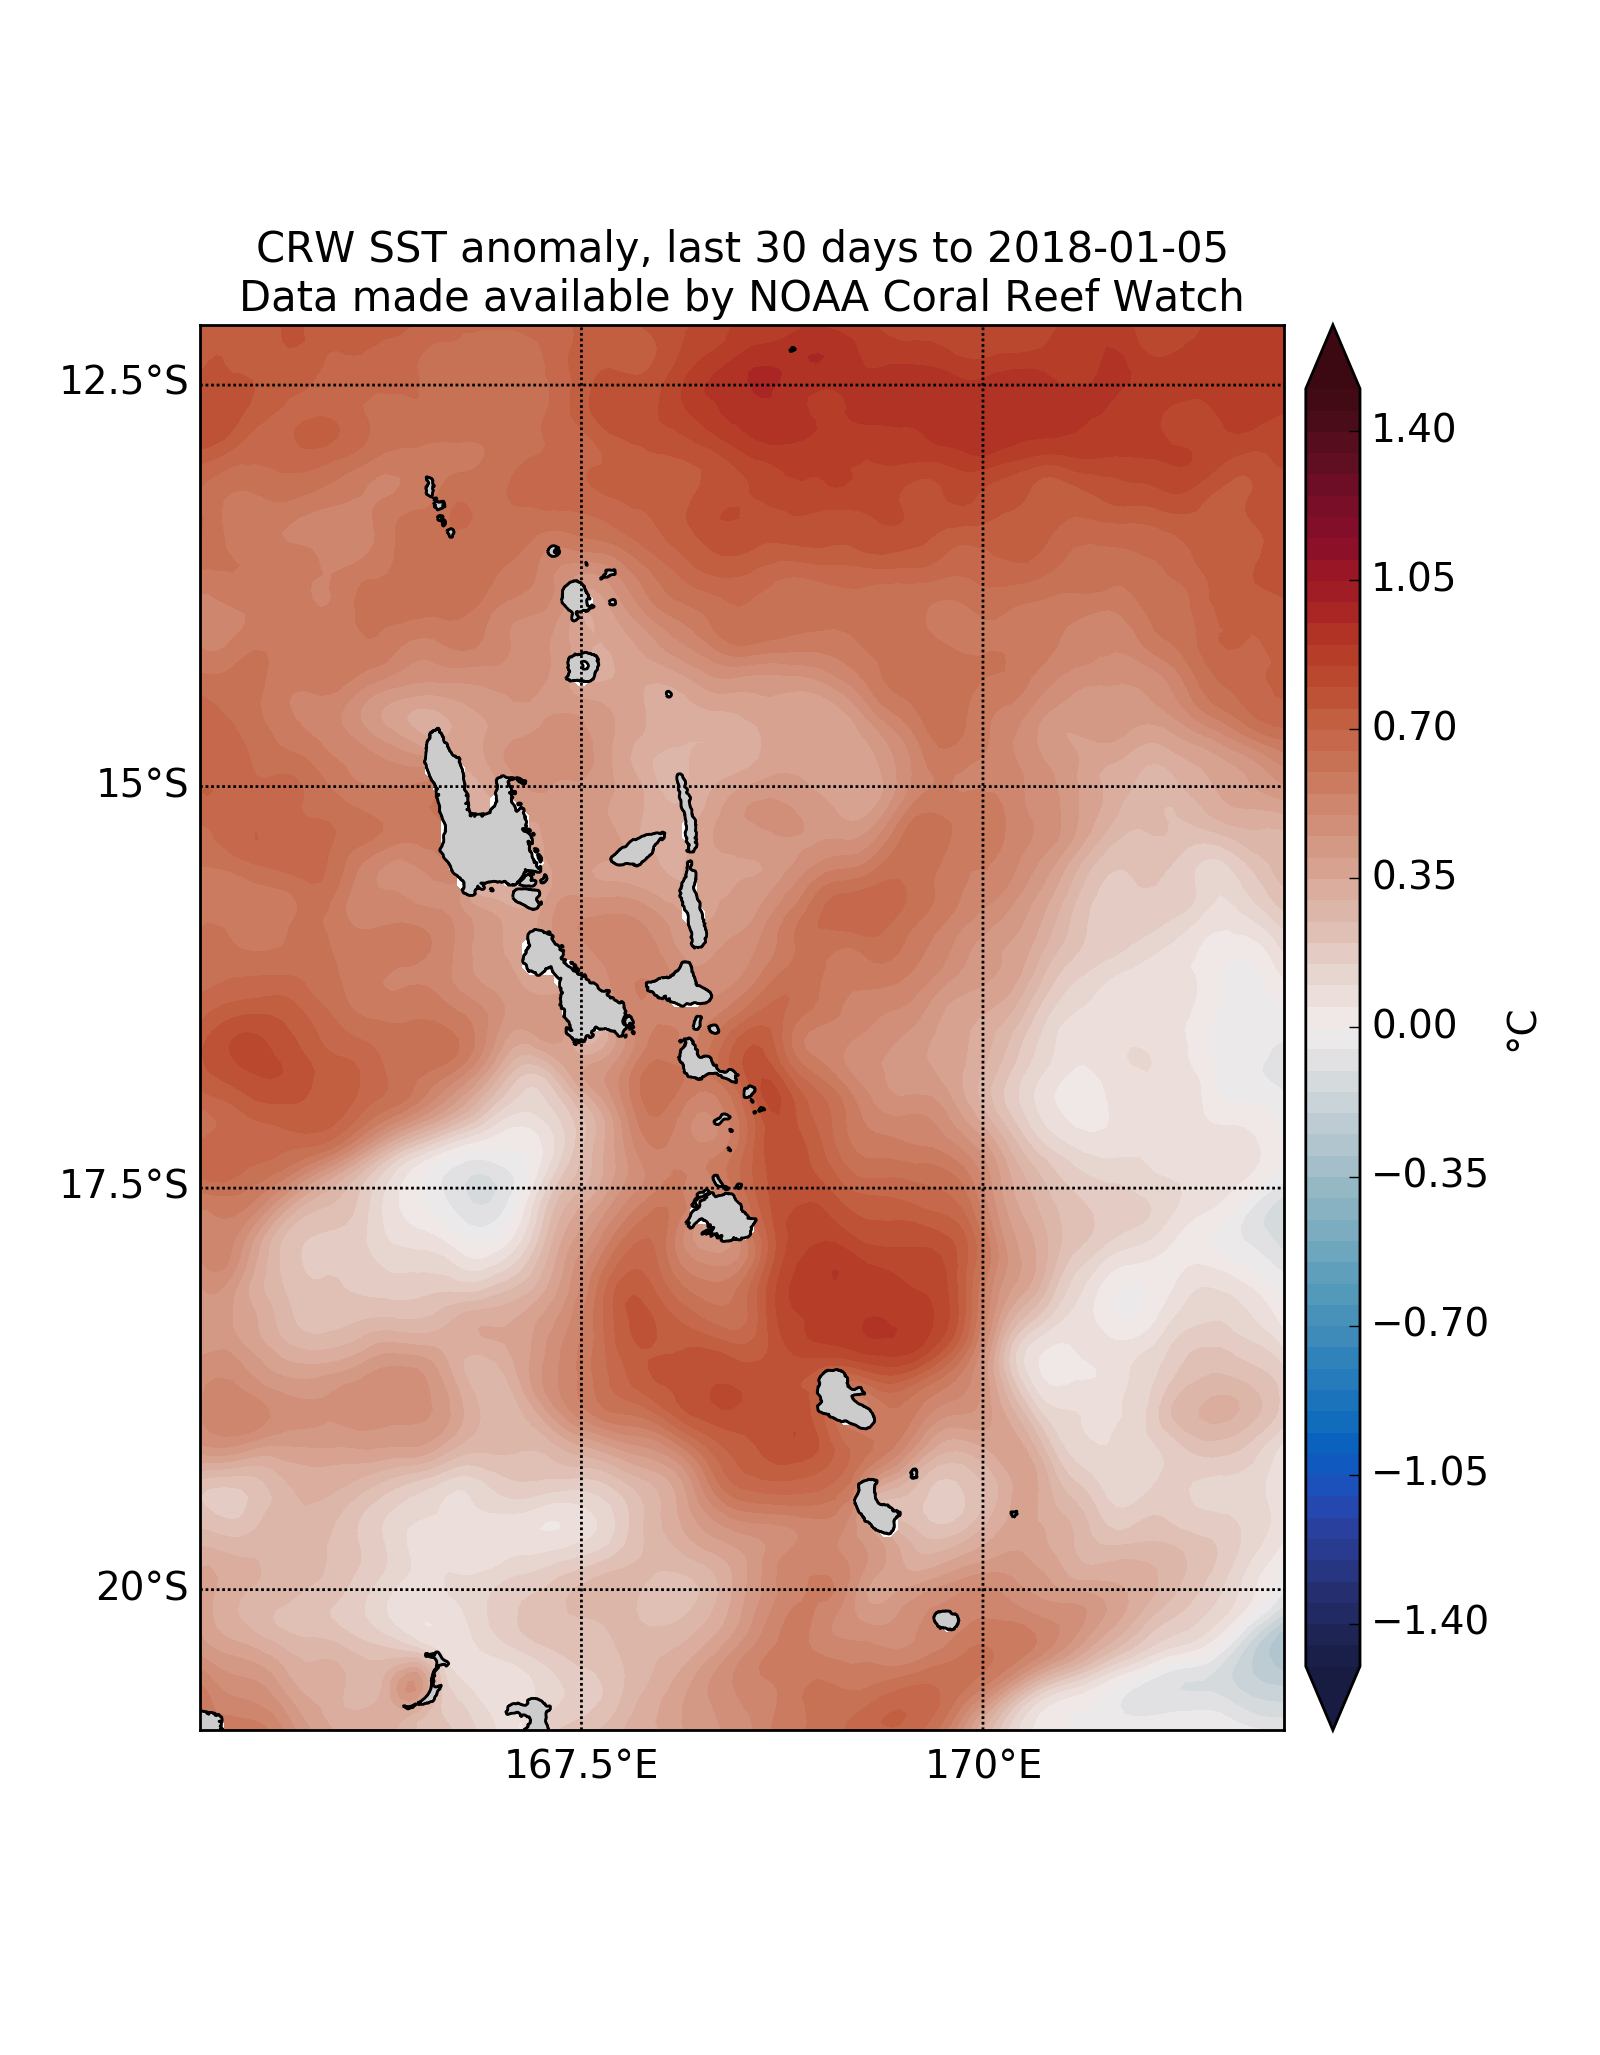 CRW SST anomaly, last 30 days to 2018-01-05
Data made available by NOAA Coral Reef Watch
12.5°S
15°S
17.5°S
20°S
167.5°E
170°E
1.40
1.05
0.70
0.35
0.00
−0.35
−0.70
−1.05
−1.40
°C